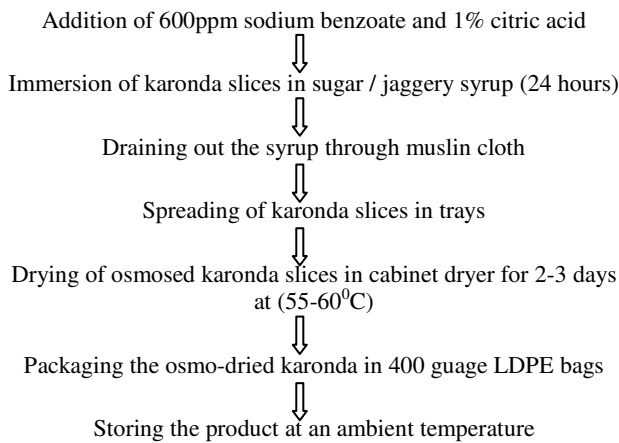 Addition of 600ppm sodium benzoate and 1% citric acid
Immersion of karonda slices in sugar / jaggery syrup (24 hours)
Draining out the syrup through muslin cloth
Spreading of karonda slices in trays
Drying of osmosed karonda slices in cabinet dryer for 2-3 days
at (55-60⁰C)
Packaging the osmo-dried karonda in 400 guage LDPE bags
Storing the product at an ambient temperature